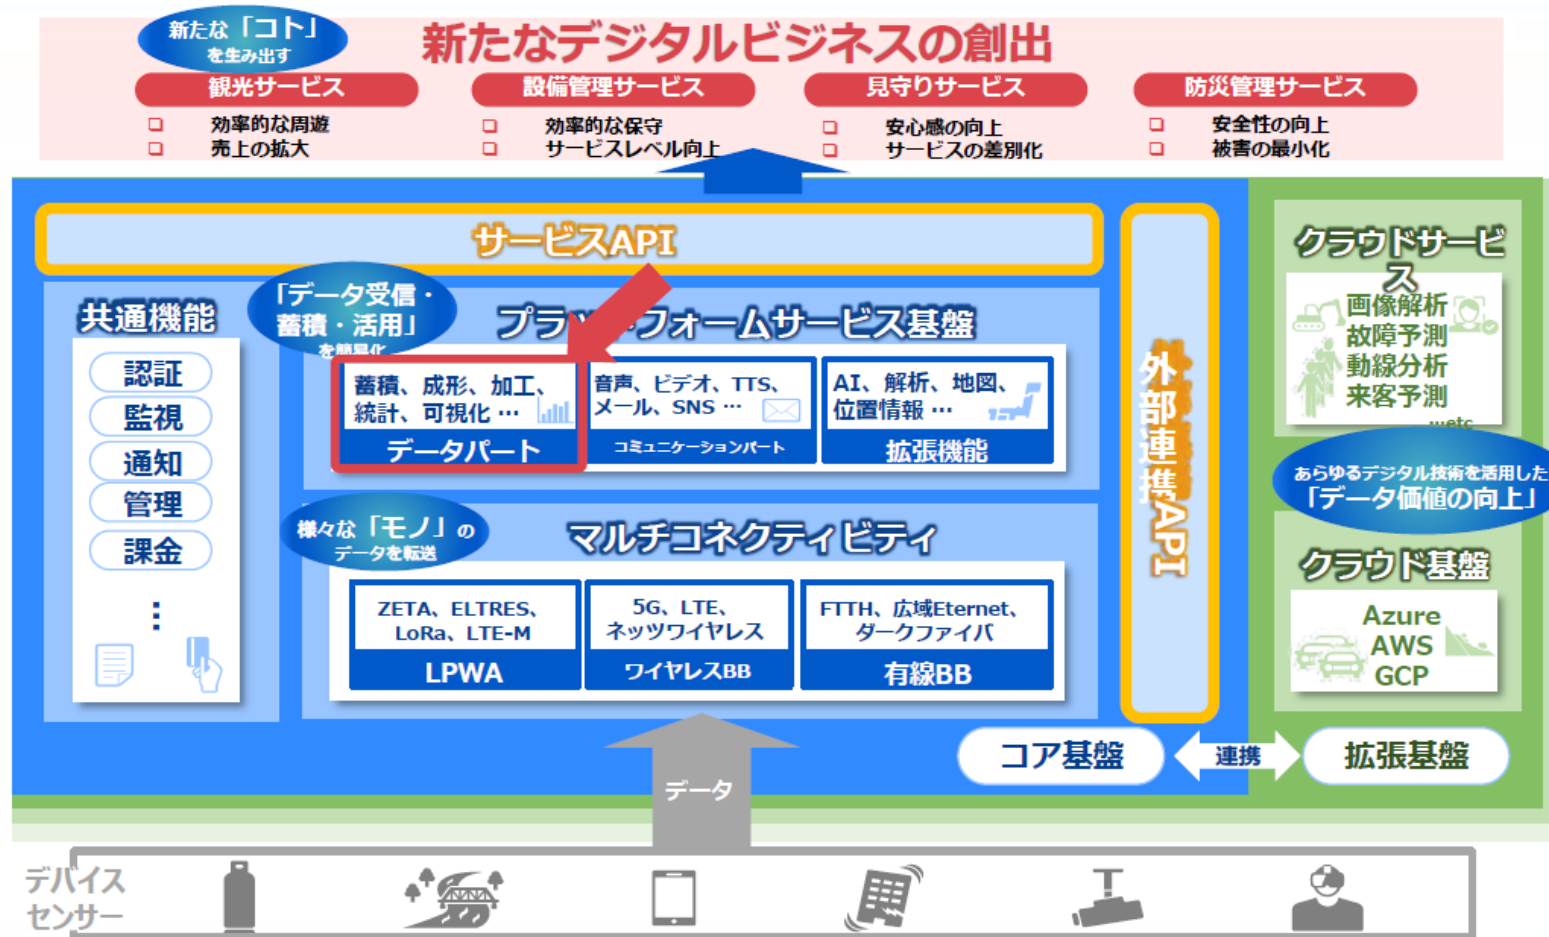 新たな「コト」
を生み出す
新たなデジタルビジネスの創出
観光サービス
効率的な周遊
売上の拡大
設備管理サービス
効率的な保守
サービスレベル向上
見守りサービス
安心感の向上
サービスの差別化
防災管理サービス
安全性の向上
被害の最小化
サービスAPI
共通機能
認証
監視
通知
管理
課金
⋮
「データ受信・
蓄積・活用」
を簡易化
プラットフォームサービス基盤
蓄積、成形、加工、
統計、可視化 …
データパート
音声、ビデオ、TTS、
メール、SNS …
コミュニケーションパート
AI、解析、地図、
位置情報 …
拡張機能
様々な「モノ」の
データを転送
マルチコネクティビティ
ZETA、ELTRES、
LoRa、LTE-M
LPWA
5G、LTE、
ネッツワイヤレス
ワイヤレスBB
FTTH、広域Eternet、
ダークファイバ
有線BB
外部連携API
クラウドサービ
ス
画像解析
故障予測
動線分析
来客予測
…etc
あらゆるデジタル技術を活用した
「データ価値の向上」
クラウド基盤
Azure
AWS
GCP
コア基盤
連携
拡張基盤
データ
デバイス
センサー